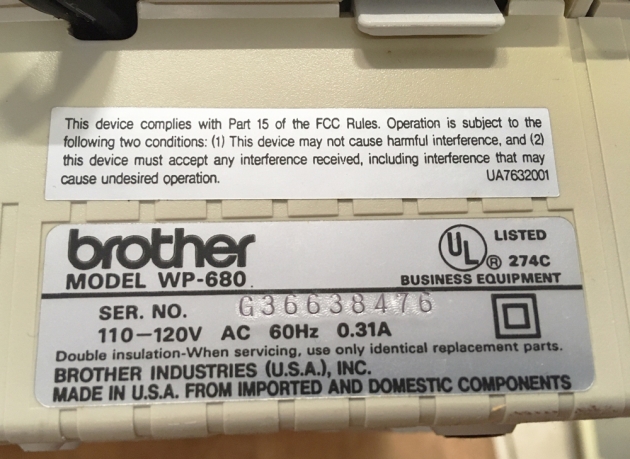 This device complies with Part 15 of the FCC Rules. Operation is subject to the
following two conditions: (1) This device may not cause harmful interference, and (2)
this device must accept any interference received, including interference that may
cause undesired operation. UA7632001
brother
MODEL WP-680
UL ® LISTED
274C
BUSINESS EQUIPMENT
SER. NO. G36638476
110–120V AC 60Hz 0.31A
Double insulation-When servicing, use only identical replacement parts.
BROTHER INDUSTRIES (U.S.A.), INC.
MADE IN U.S.A. FROM IMPORTED AND DOMESTIC COMPONENTS